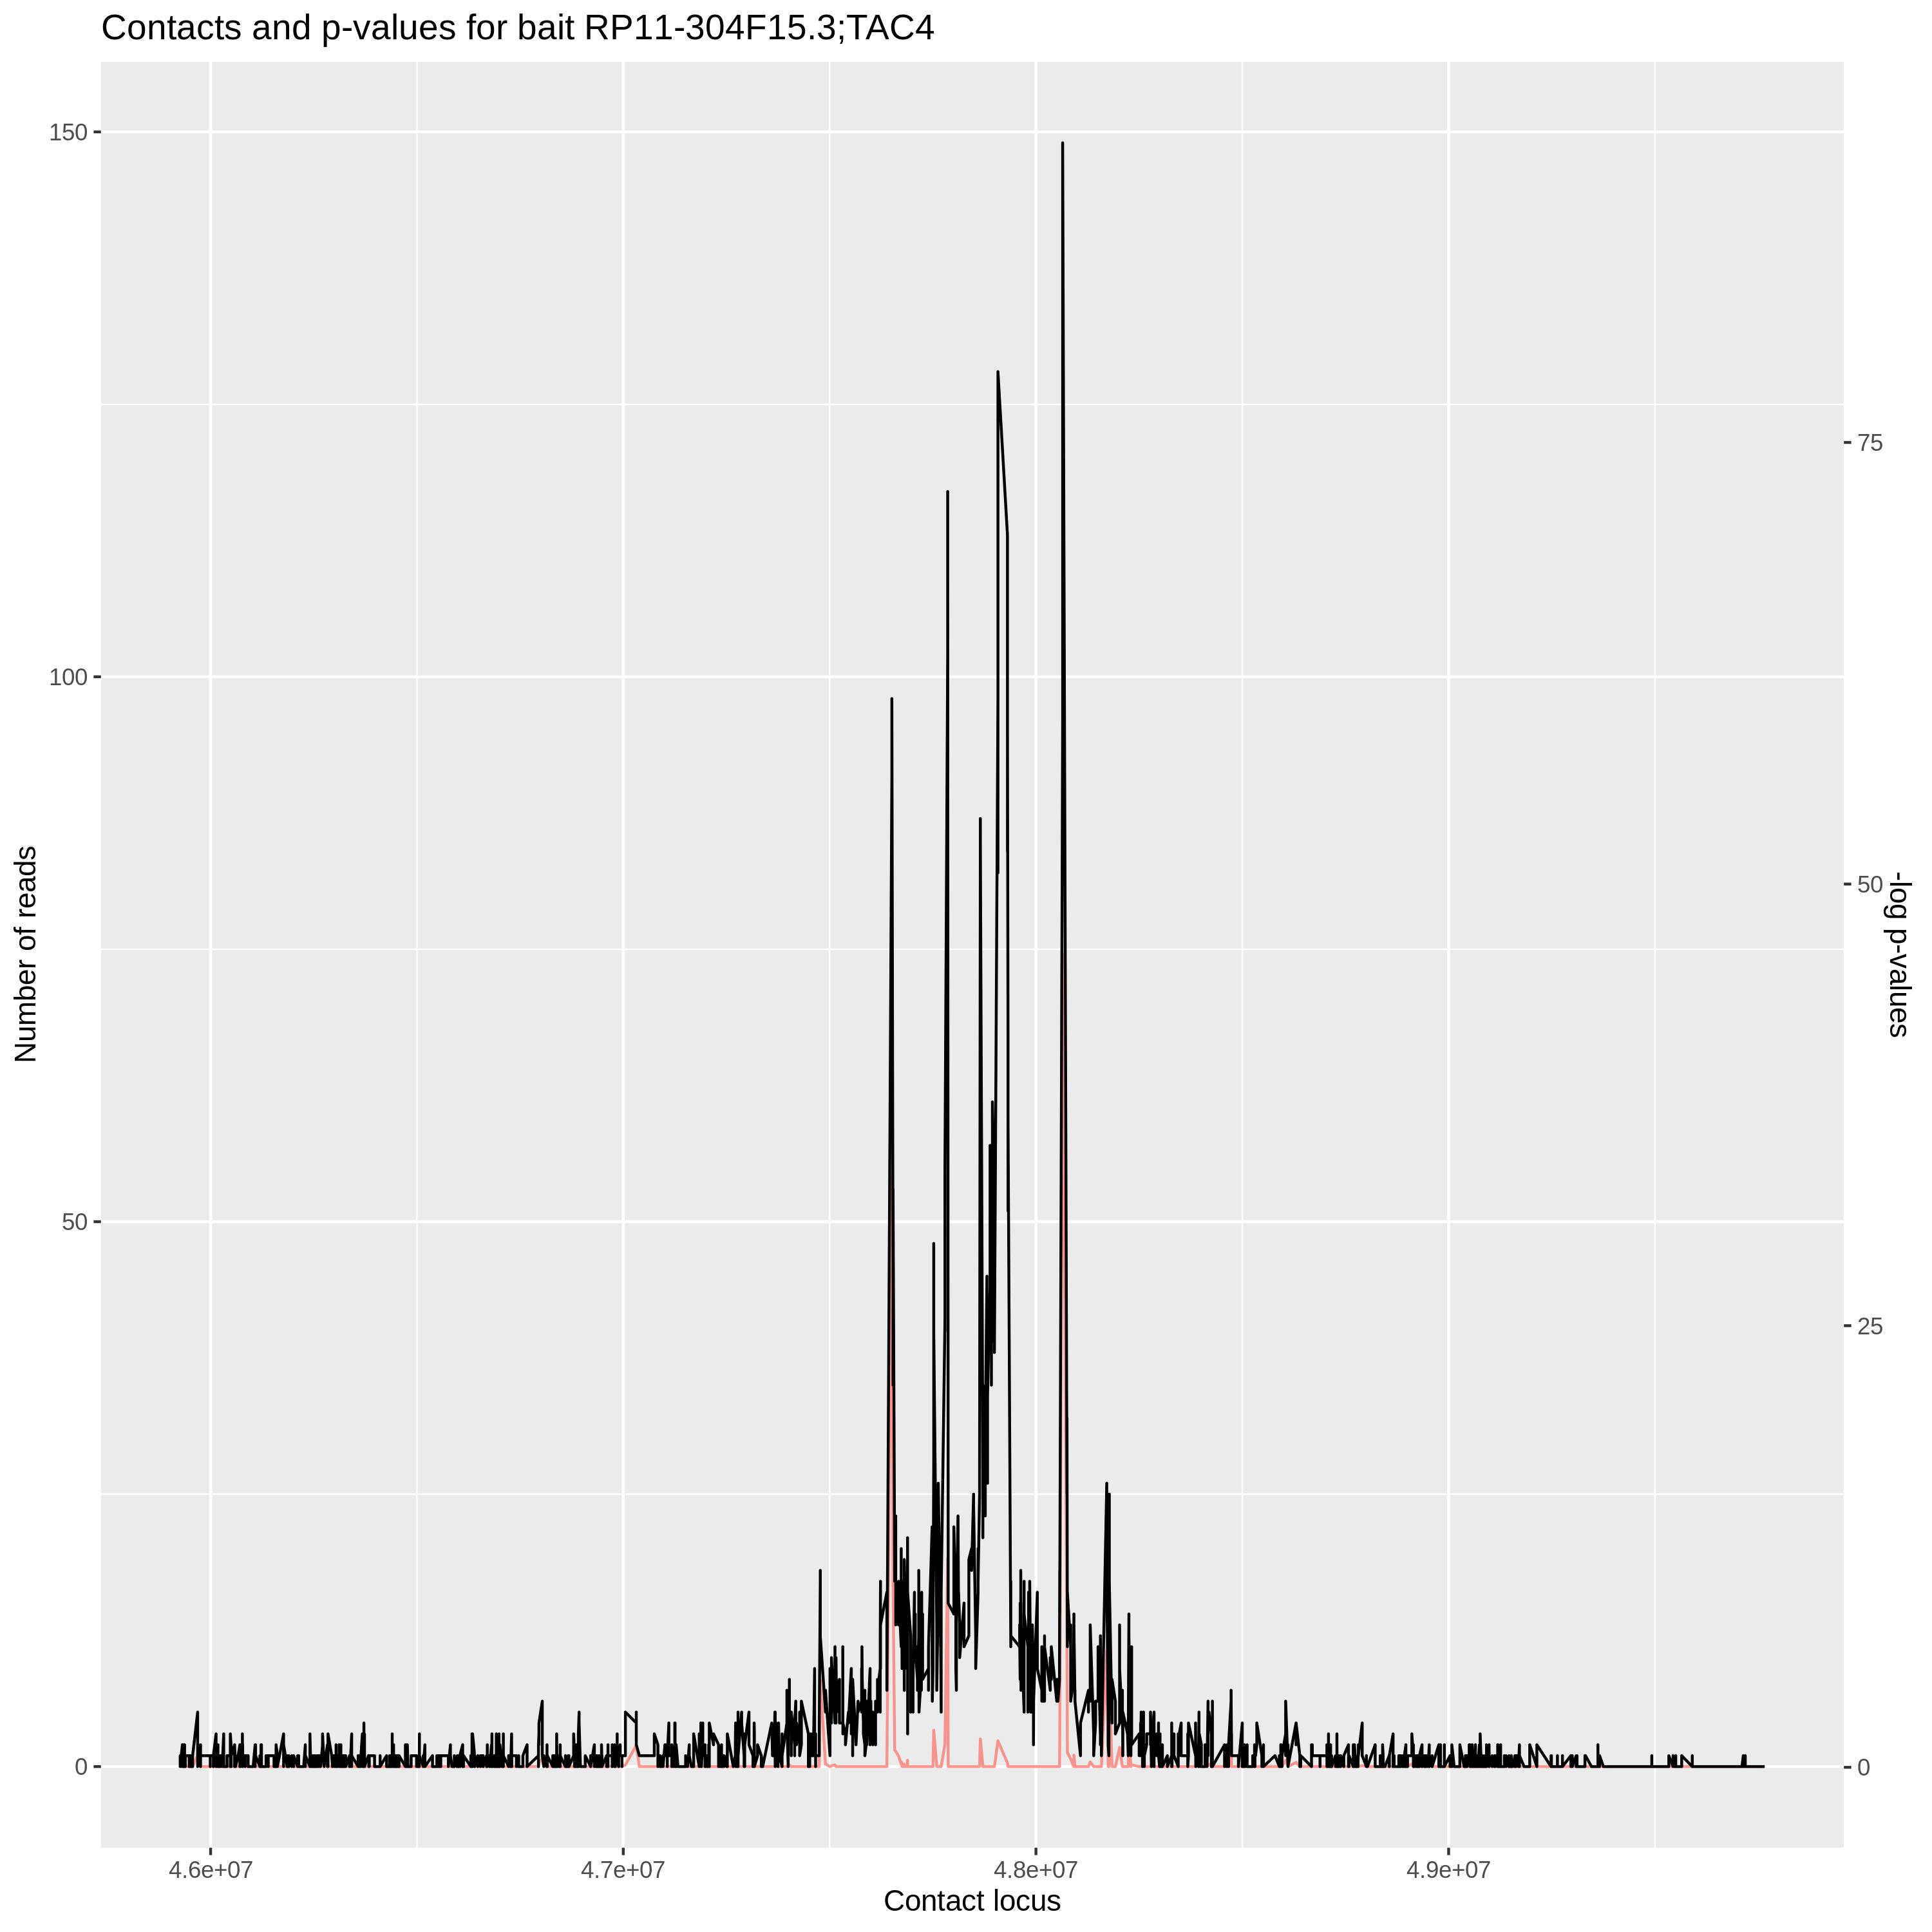 Contacts and p-values for bait RP11-304F15.3;TAC4
150
100
50
0
Number of reads
75
50
25
0
-log p-values
4.6e+07 4.7e+07 4.8e+07 4.9e+07
Contact locus